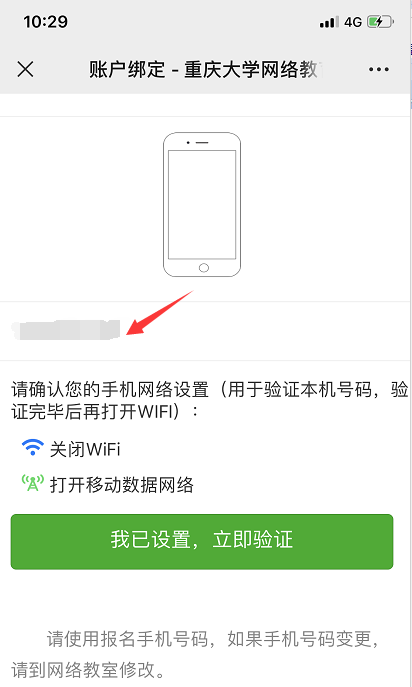 10:29
4G
账户绑定 - 重庆大学网络教
请确认您的手机网络设置（用于验证本机号码，验
证完毕后再打开WIFI）：
关闭WiFi
打开移动数据网络
我已设置，立即验证
请使用报名手机号码，如果手机号码变更，
请到网络教室修改。